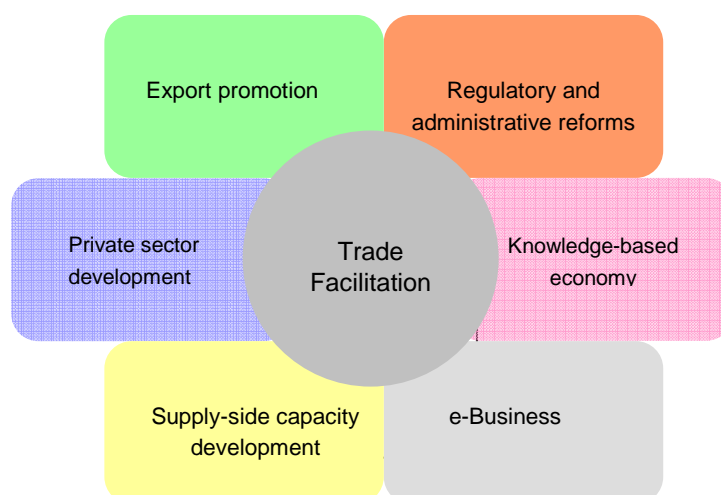 Export promotion
Regulatory and
administrative reforms
Private sector
development
Trade
Facilitation
Knowledge-based
economy
Supply-side capacity
development
e-Business